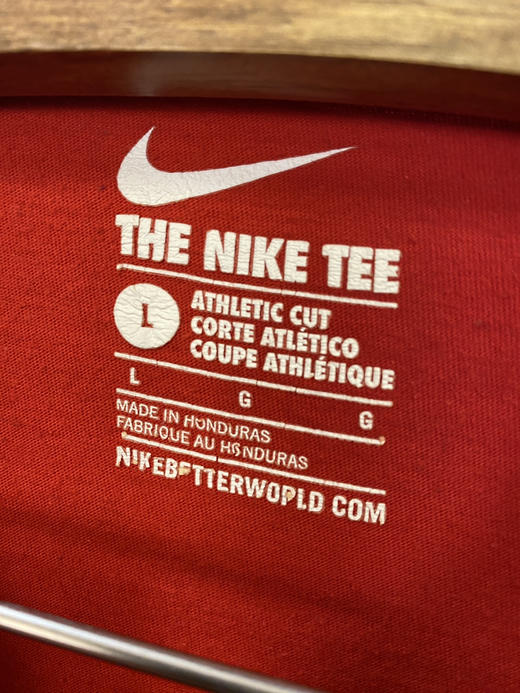 THE NIKE TEE
L
ATHLETIC CUT
CORTE ATLÉTICO
COUPE ATHLÉTIQUE
L G G
MADE IN HONDURAS
FABRIQUE AU HONDURAS
NIKEBETTERWORLD COM